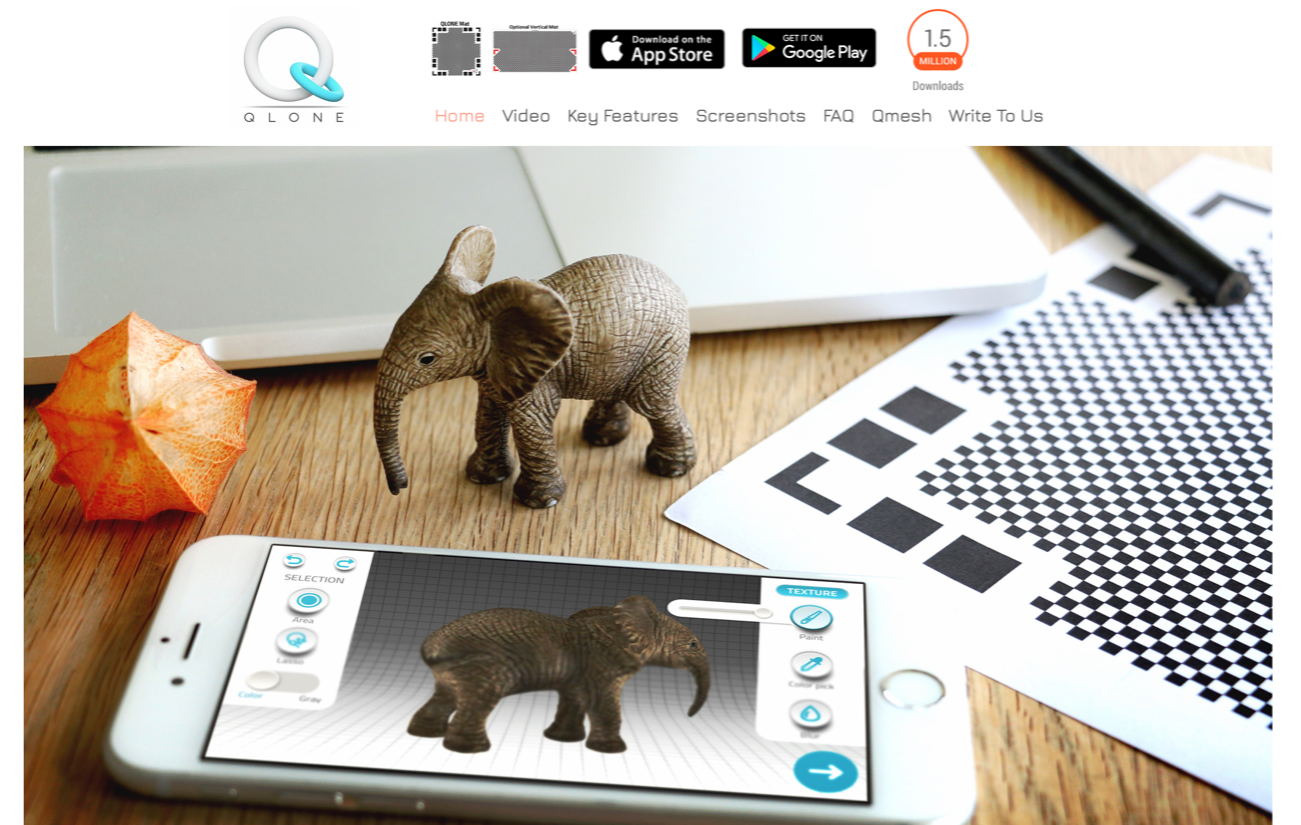 QLONE Mat
Optional Vertical Mat
Download on the
App Store
GET IT ON
Google Play
1.5
MILLION
Downloads
QLONE
Home Video Key Features Screenshots FAQ Qmesh Write To Us
SELECTION
Area
Lasso
Color Gray
TEXTURE
Paint
Color pick
Blur